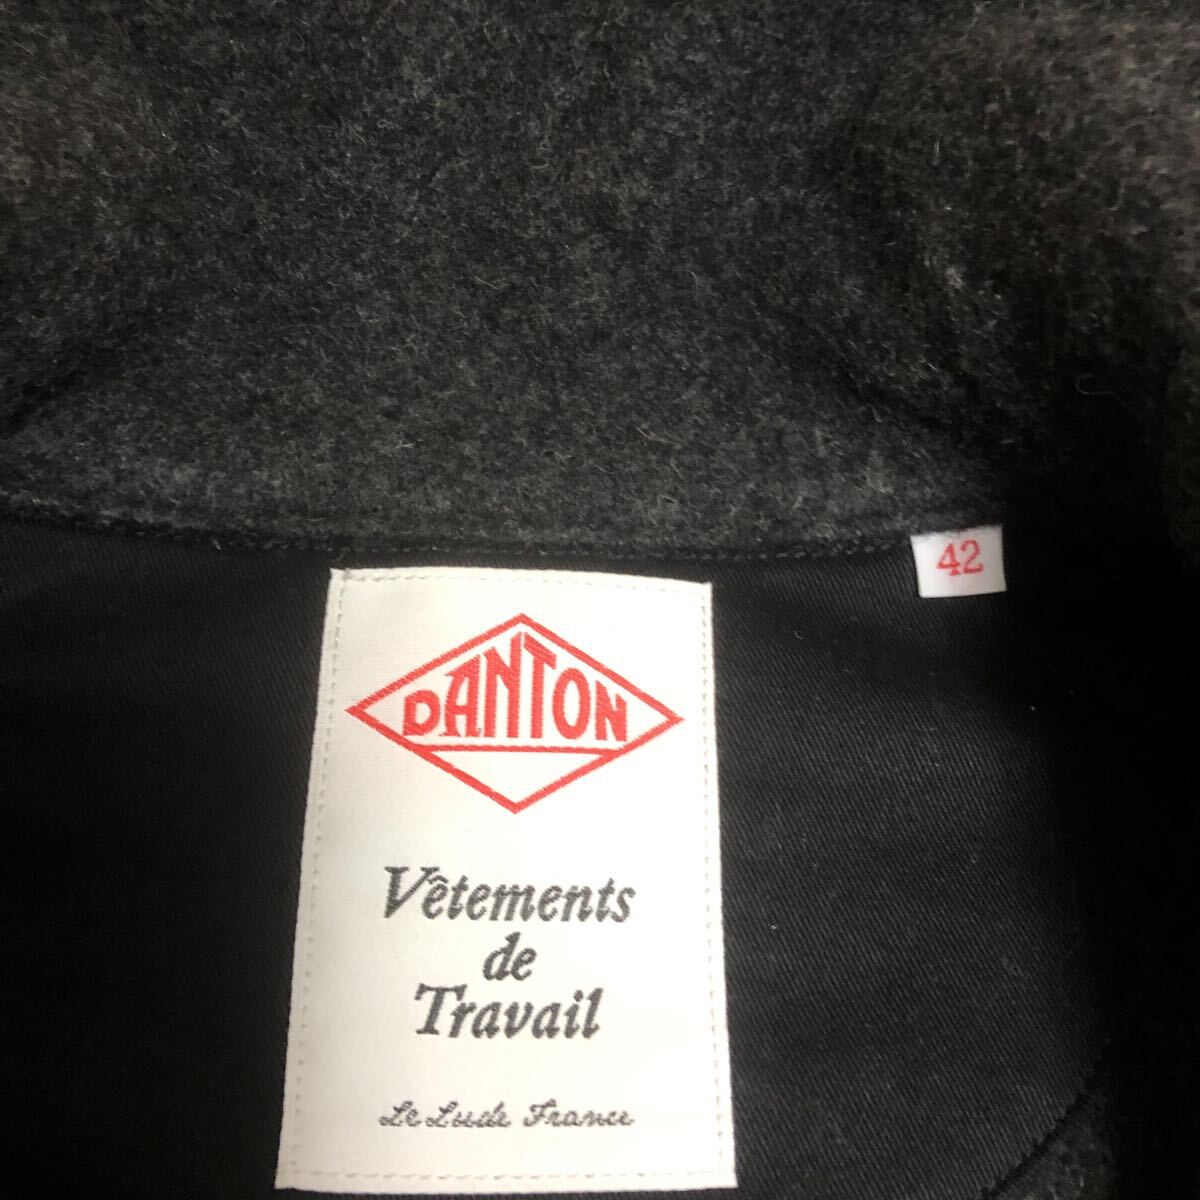 42
DANTON
Vêtements
de
Travail
Le Lude France